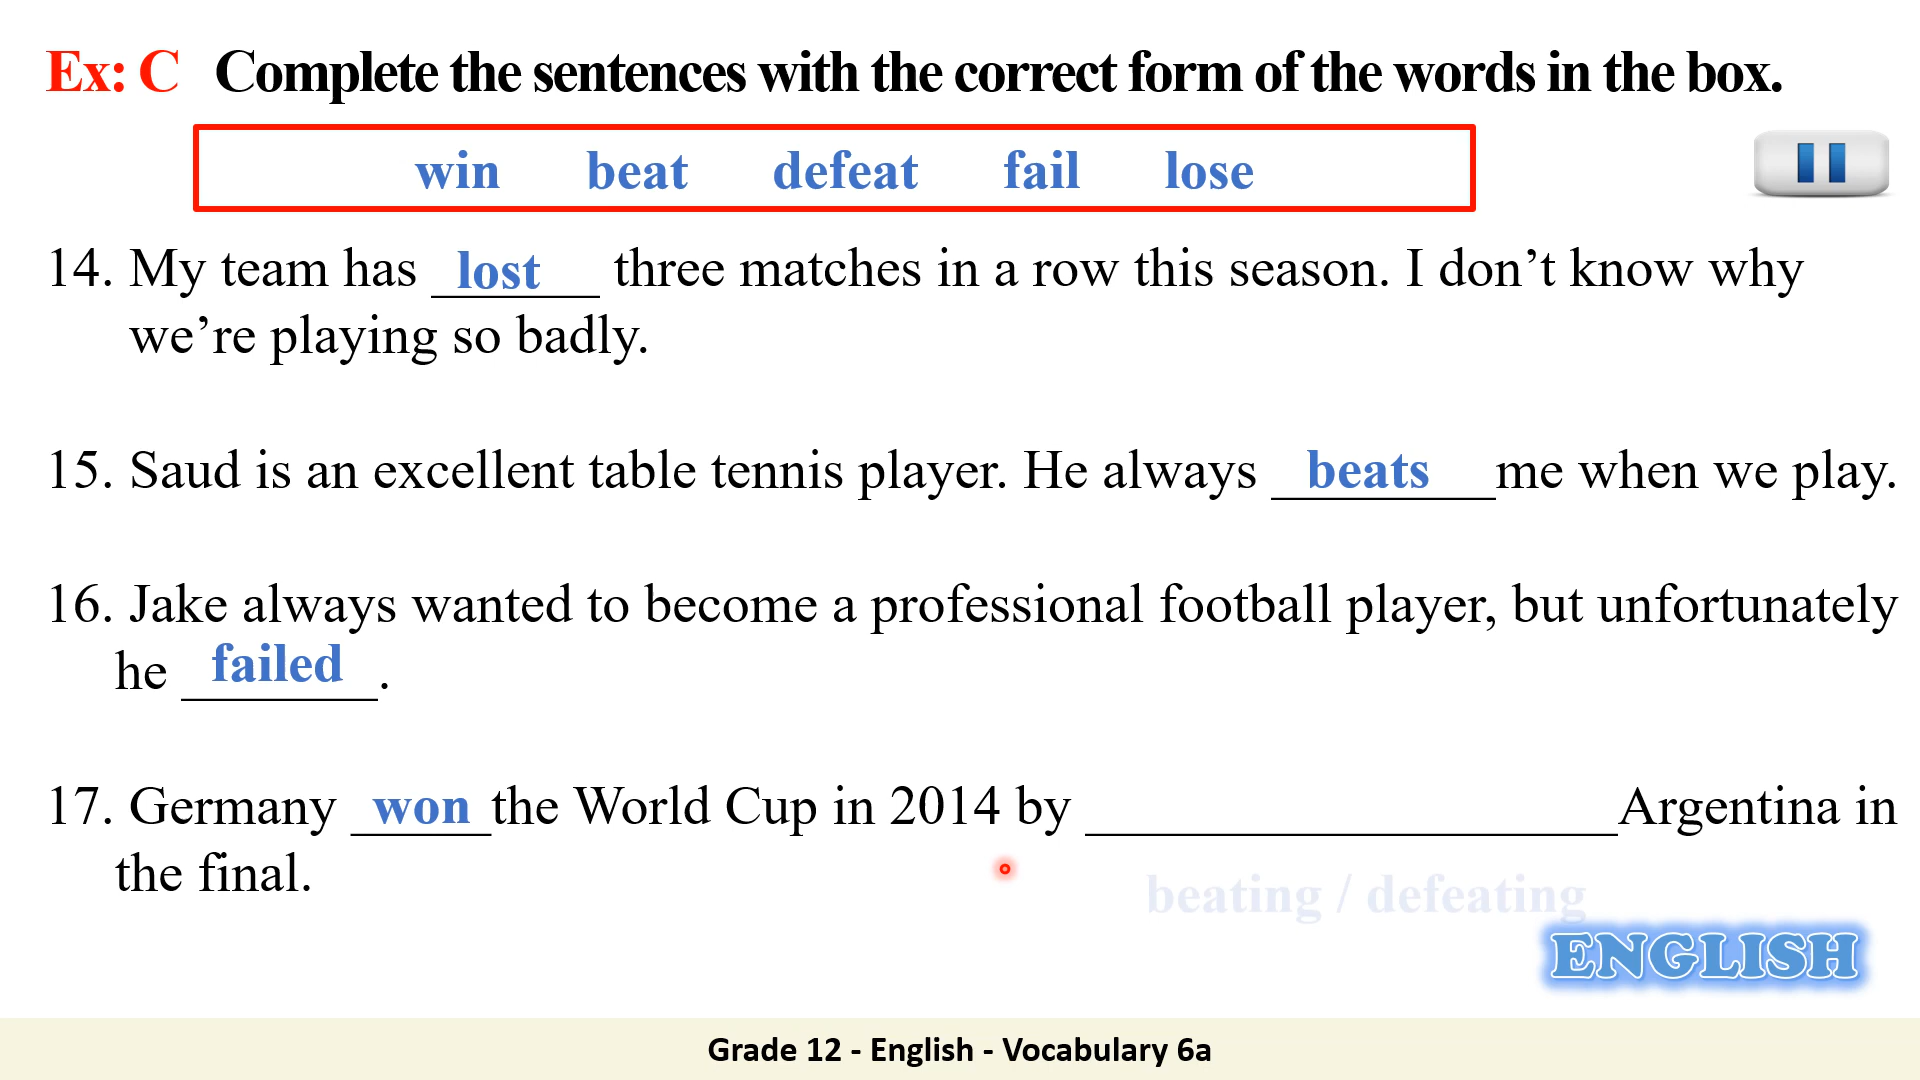 Ex: C Complete the sentences with the correct form of the words in the box.
win beat defeat fail lose
14. My team has lost three matches in a row this season. I don’t know why
we’re playing so badly.
15. Saud is an excellent table tennis player. He always beats me when we play.
16. Jake always wanted to become a professional football player, but unfortunately
he failed.
17. Germany won the World Cup in 2014 by ___________________Argentina in
the final.
beating / defeating
ENGLISH
Grade 12 - English - Vocabulary 6a